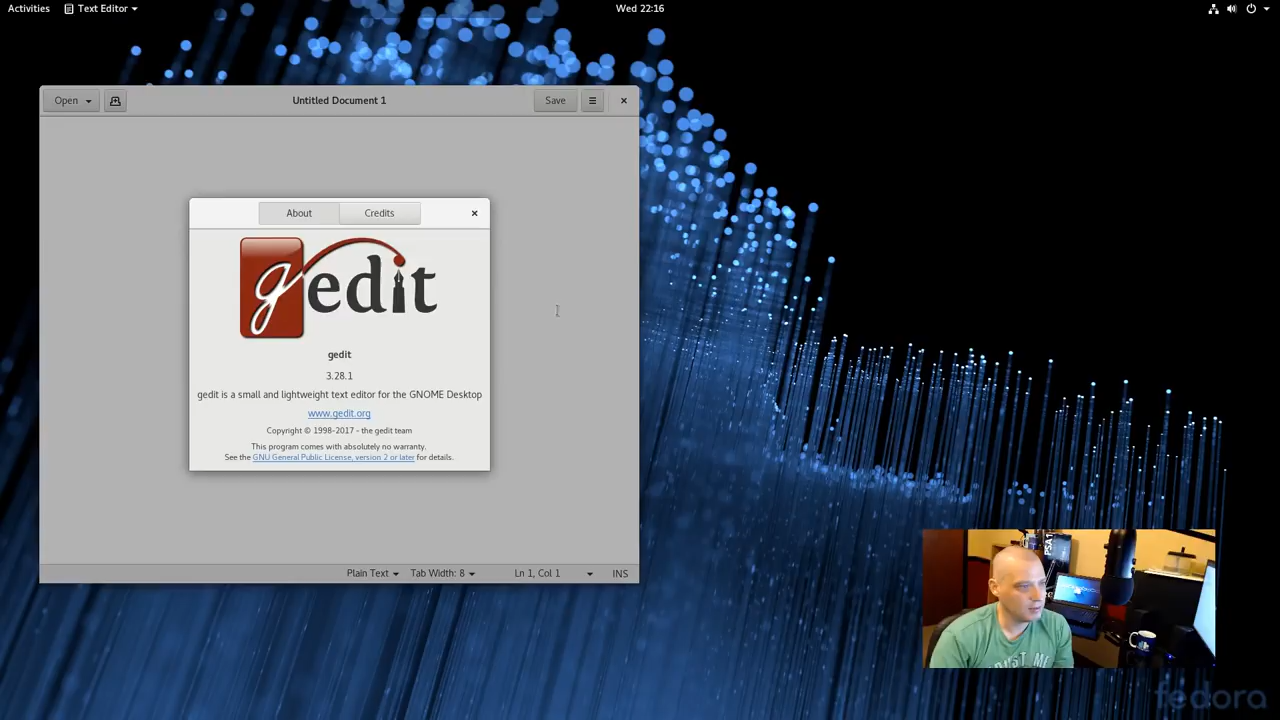 Activities Text Editor Wed 22:16
Open Untitled Document 1 Save
About Credits
gedit
gedit
3.28.1
gedit is a small and lightweight text editor for the GNOME Desktop
www.gedit.org
Copyright © 1998-2017 - the gedit team
This program comes with absolutely no warranty.
See the GNU General Public License, version 2 or later for details.
Plain Text Tab Width: 8 Ln 1, Col 1 INS
fedora